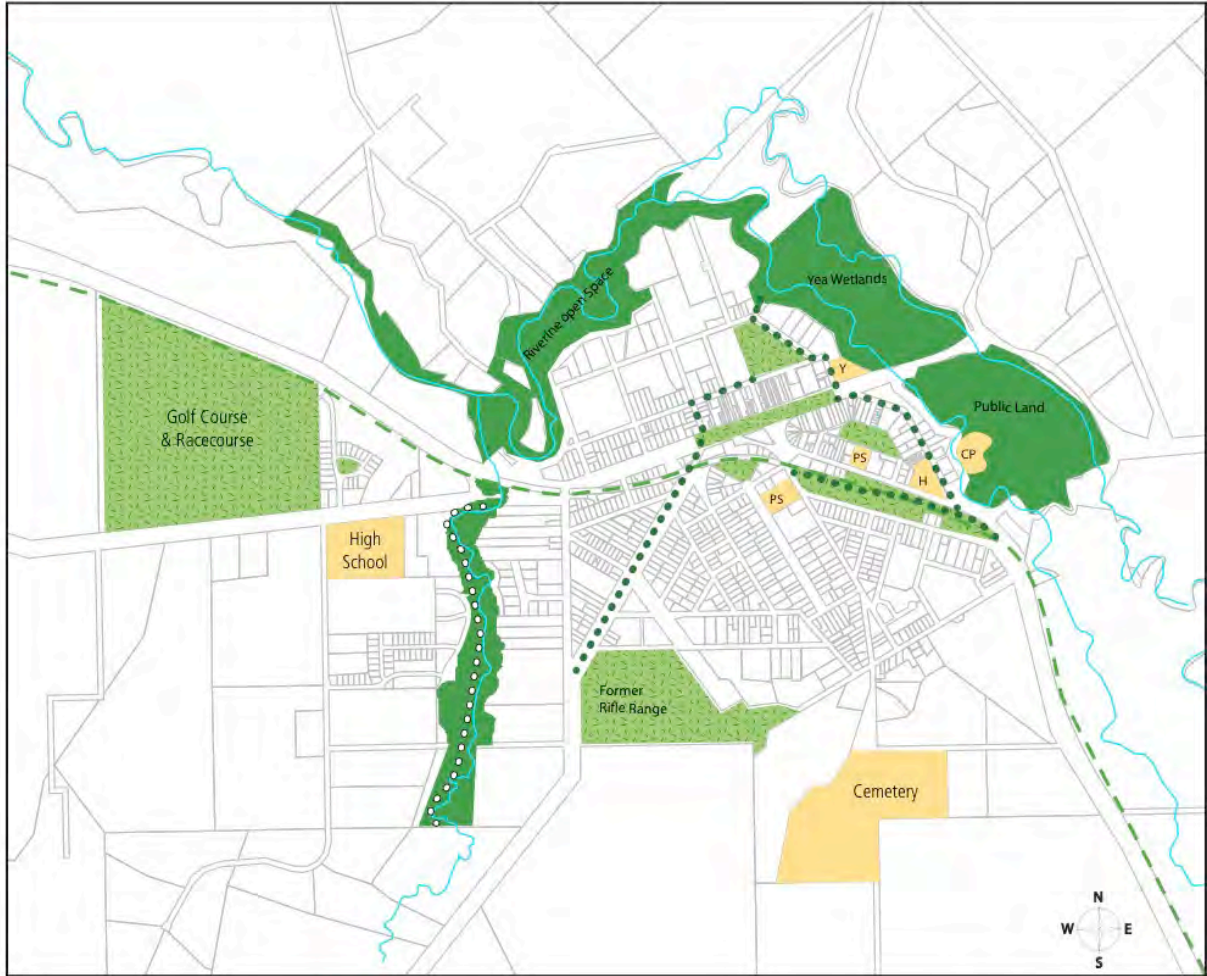 Riverine open Space
Yea Wetlands
Y
Public Land
Golf Course
& Racecourse
PS
CP
H
PS
High
School
Former
Rifle Range
Cemetery
N
W
E
S